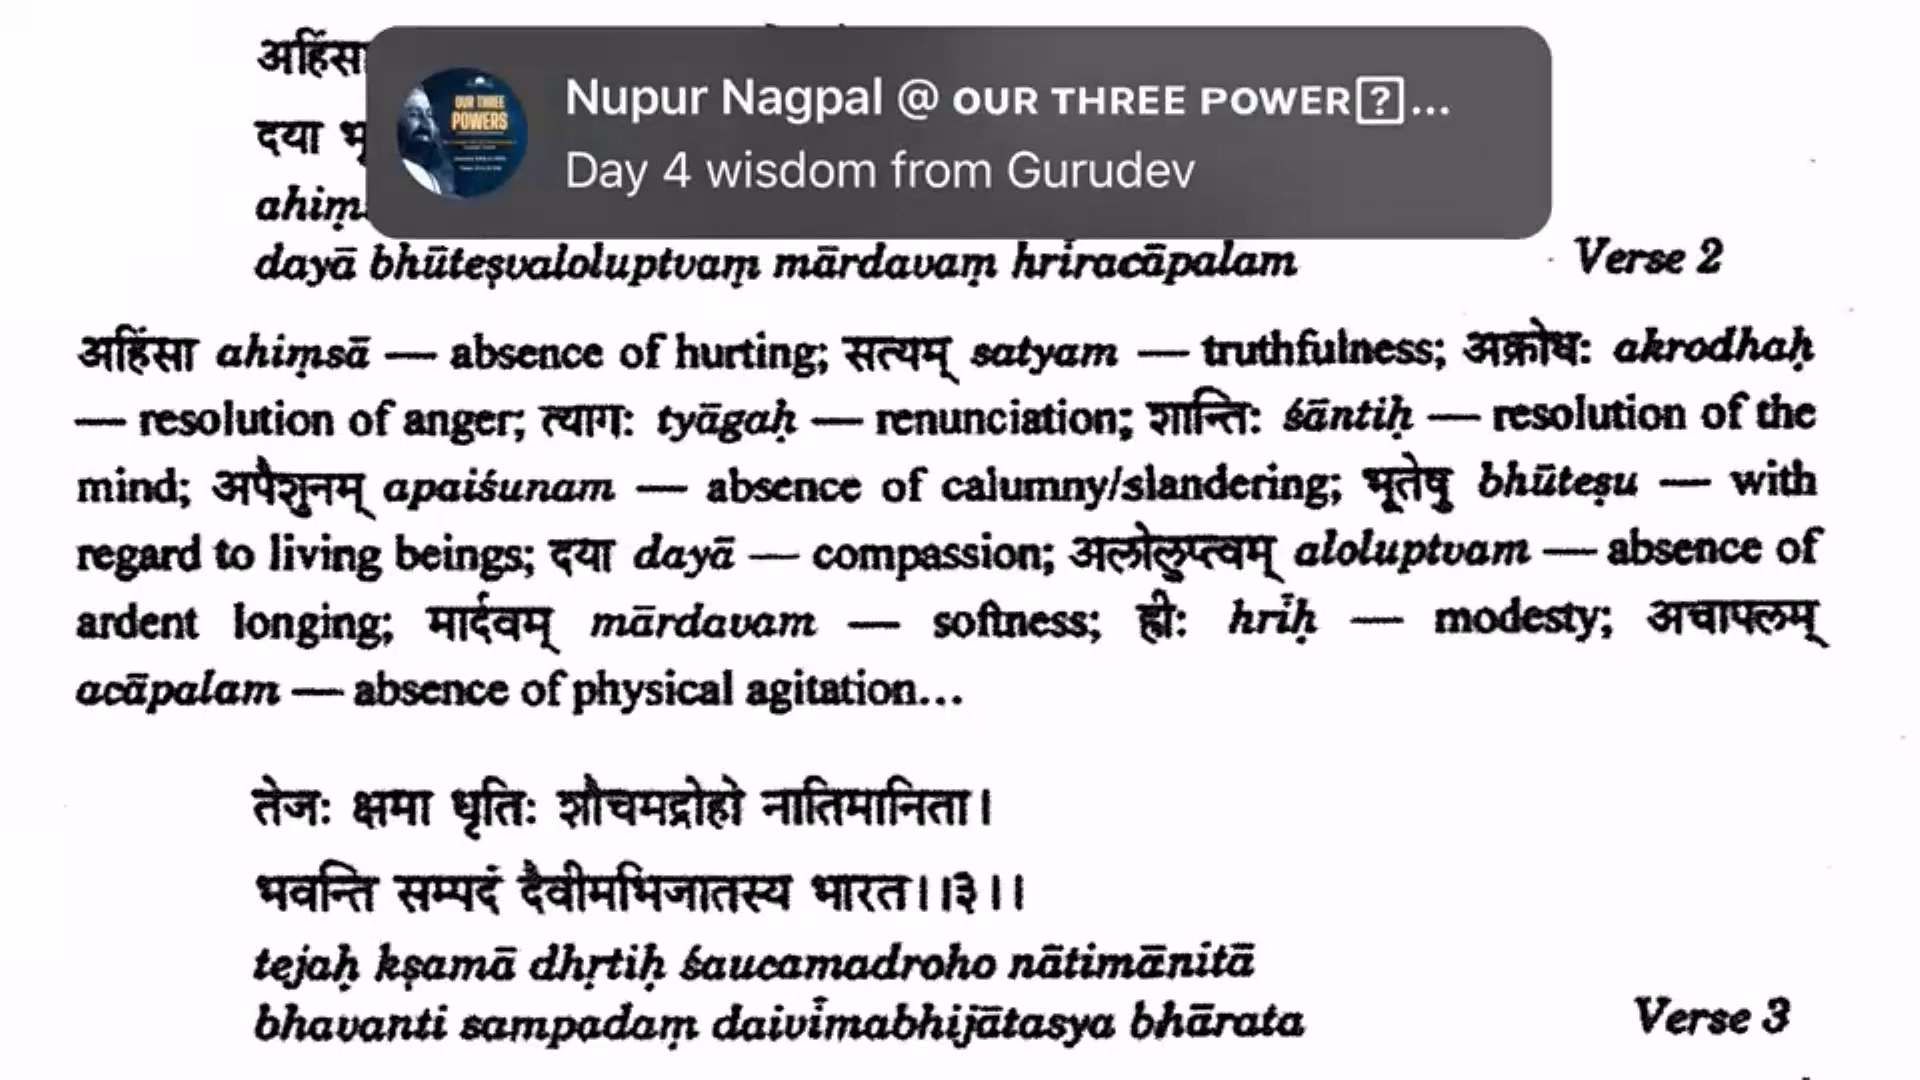 अहिंसा
Nupur Nagpal @ OUR THREE POWER...
Day 4 wisdom from Gurudev
OUR THREE
POWERS
दया
dayā bhūteṣvaloluptvaṃ mārdavaṃ hrīracāpalam Verse 2
अहिंसा ahiṃsā — absence of hurting; सत्यम् satyam — truthfulness; अक्रोधः akrodhaḥ
— resolution of anger; त्यागः tyāgaḥ — renunciation; शान्तिः śāntiḥ — resolution of the
mind; अपैशुनम् apaiśunam — absence of calumny/slandering; भूतेषु bhūteṣu — with
regard to living beings; दया dayā — compassion; अलोलुप्त्वम् aloluptvam — absence of
ardent longing; मार्दवम् mārdavam — softness; ह्रीः hrīḥ — modesty; अचापलम्
acāpalam — absence of physical agitation...
तेजः क्षमा धृतिः शौचमद्रोहो नातिमानिता।
भवन्ति सम्पदं दैवीमभिजातस्य भारत।।३।।
tejaḥ kṣamā dhṛtiḥ śaucamadroho nātimānitā
bhavanti sampadaṃ daivīmabhijātasya bhārata Verse 3